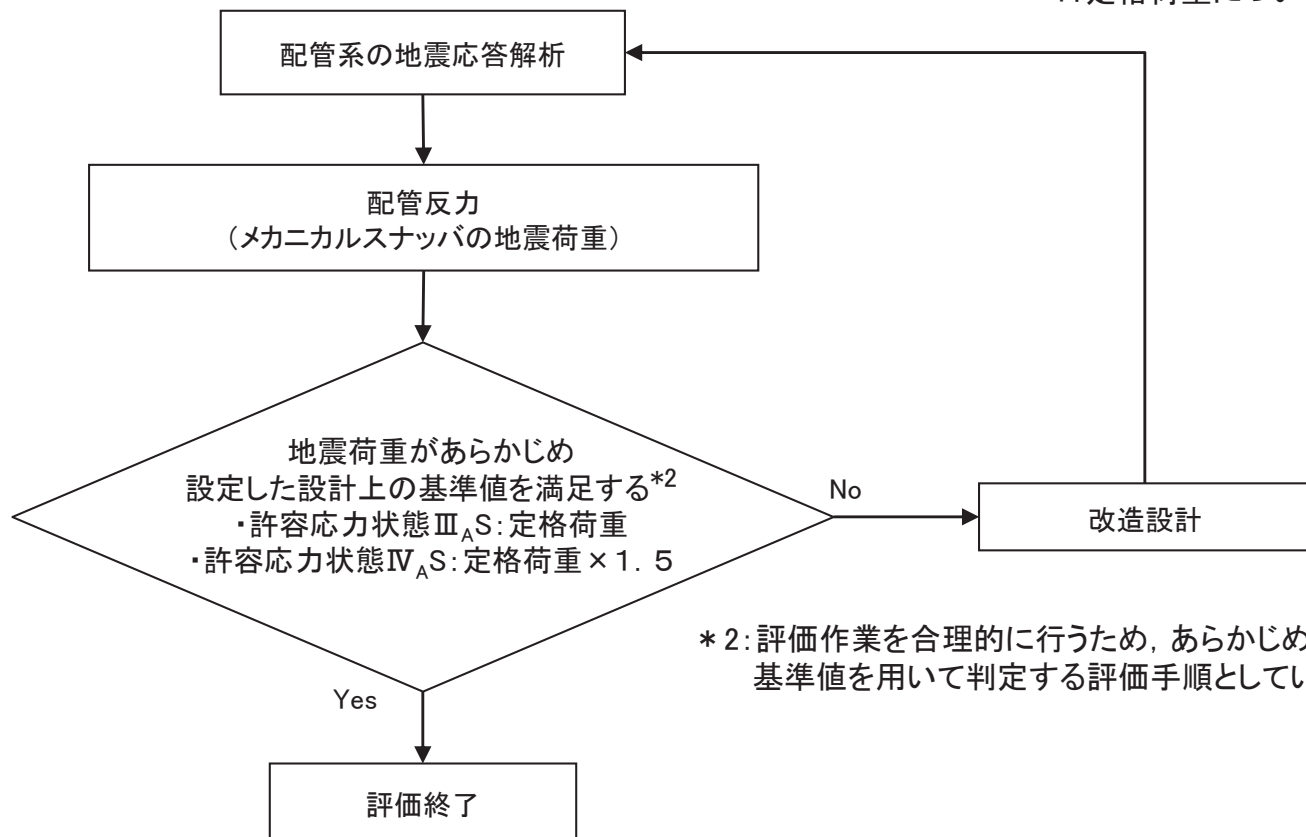 配管系の地震応答解析
配管反力
（メカニカルスナッバの地震荷重）
地震荷重があらかじめ
設定した設計上の基準値を満足する*2
・許容応力状態ⅢAS：定格荷重
・許容応力状態ⅣAS：定格荷重×１．５
No
改造設計
*2：評価作業を合理的に行うため，あらかじめ
基準値を用いて判定する評価手順としてい
Yes
評価終了